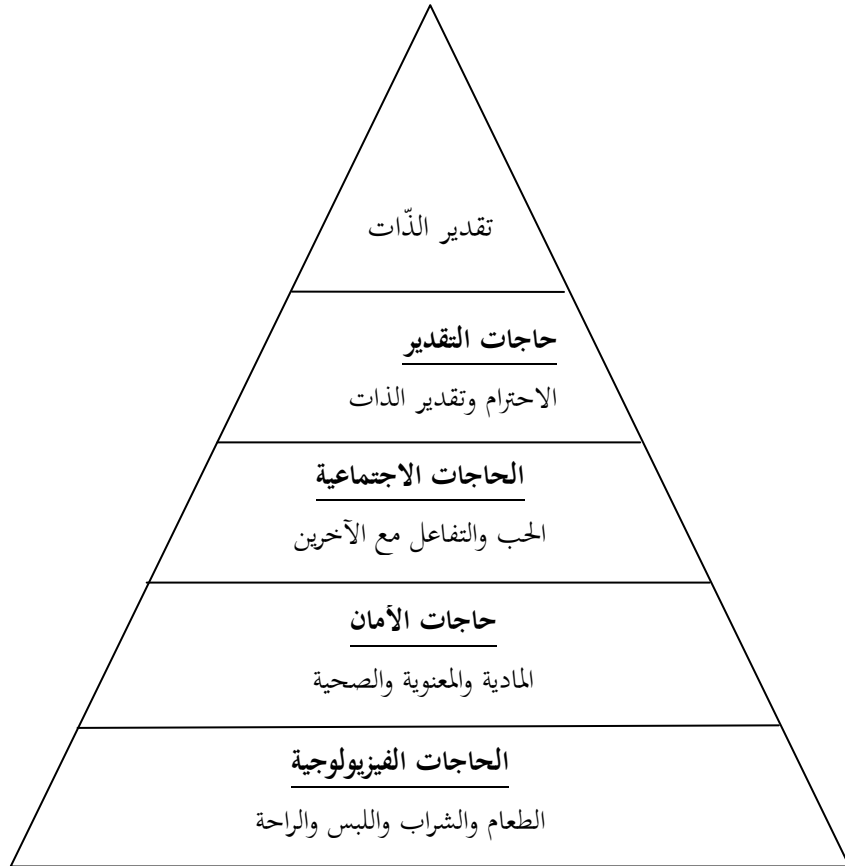 تقدير الذّات
حاجات التقدير
الاحترام وتقدير الذات
الحاجات الاجتماعية
الحب والتفاعل مع الآخرين
حاجات الأمان
المادية والمعنوية والصحية
الحاجات الفيزيولوجية
الطعام والشراب واللبس والراحة